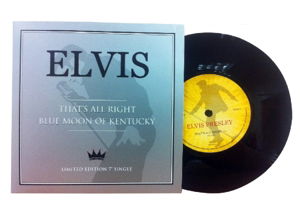 ELVIS
THAT'S ALL RIGHT
BLUE MOON OF KENTUCKY
LIMITED EDITION 7" SINGLE
ELVIS PRESLEY